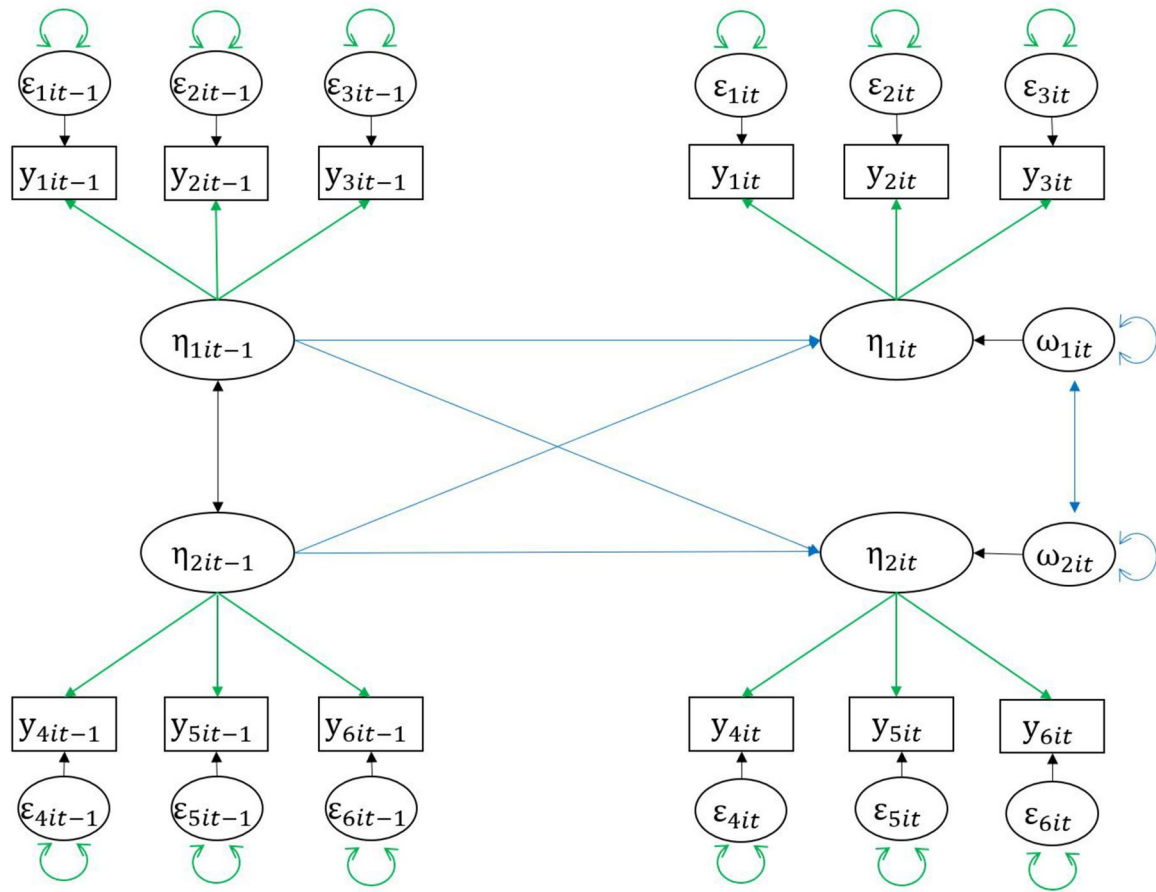 ε₁ᵢₜ₋₁ ε₂ᵢₜ₋₁ ε₃ᵢₜ₋₁ ε₁ᵢₜ ε₂ᵢₜ ε₃ᵢₜ
y₁ᵢₜ₋₁ y₂ᵢₜ₋₁ y₃ᵢₜ₋₁ y₁ᵢₜ y₂ᵢₜ y₃ᵢₜ
η₁ᵢₜ₋₁ η₁ᵢₜ ω₁ᵢₜ
η₂ᵢₜ₋₁ η₂ᵢₜ ω₂ᵢₜ
y₄ᵢₜ₋₁ y₅ᵢₜ₋₁ y₆ᵢₜ₋₁ y₄ᵢₜ y₅ᵢₜ y₆ᵢₜ
ε₄ᵢₜ₋₁ ε₅ᵢₜ₋₁ ε₆ᵢₜ₋₁ ε₄ᵢₜ ε₅ᵢₜ ε₆ᵢₜ